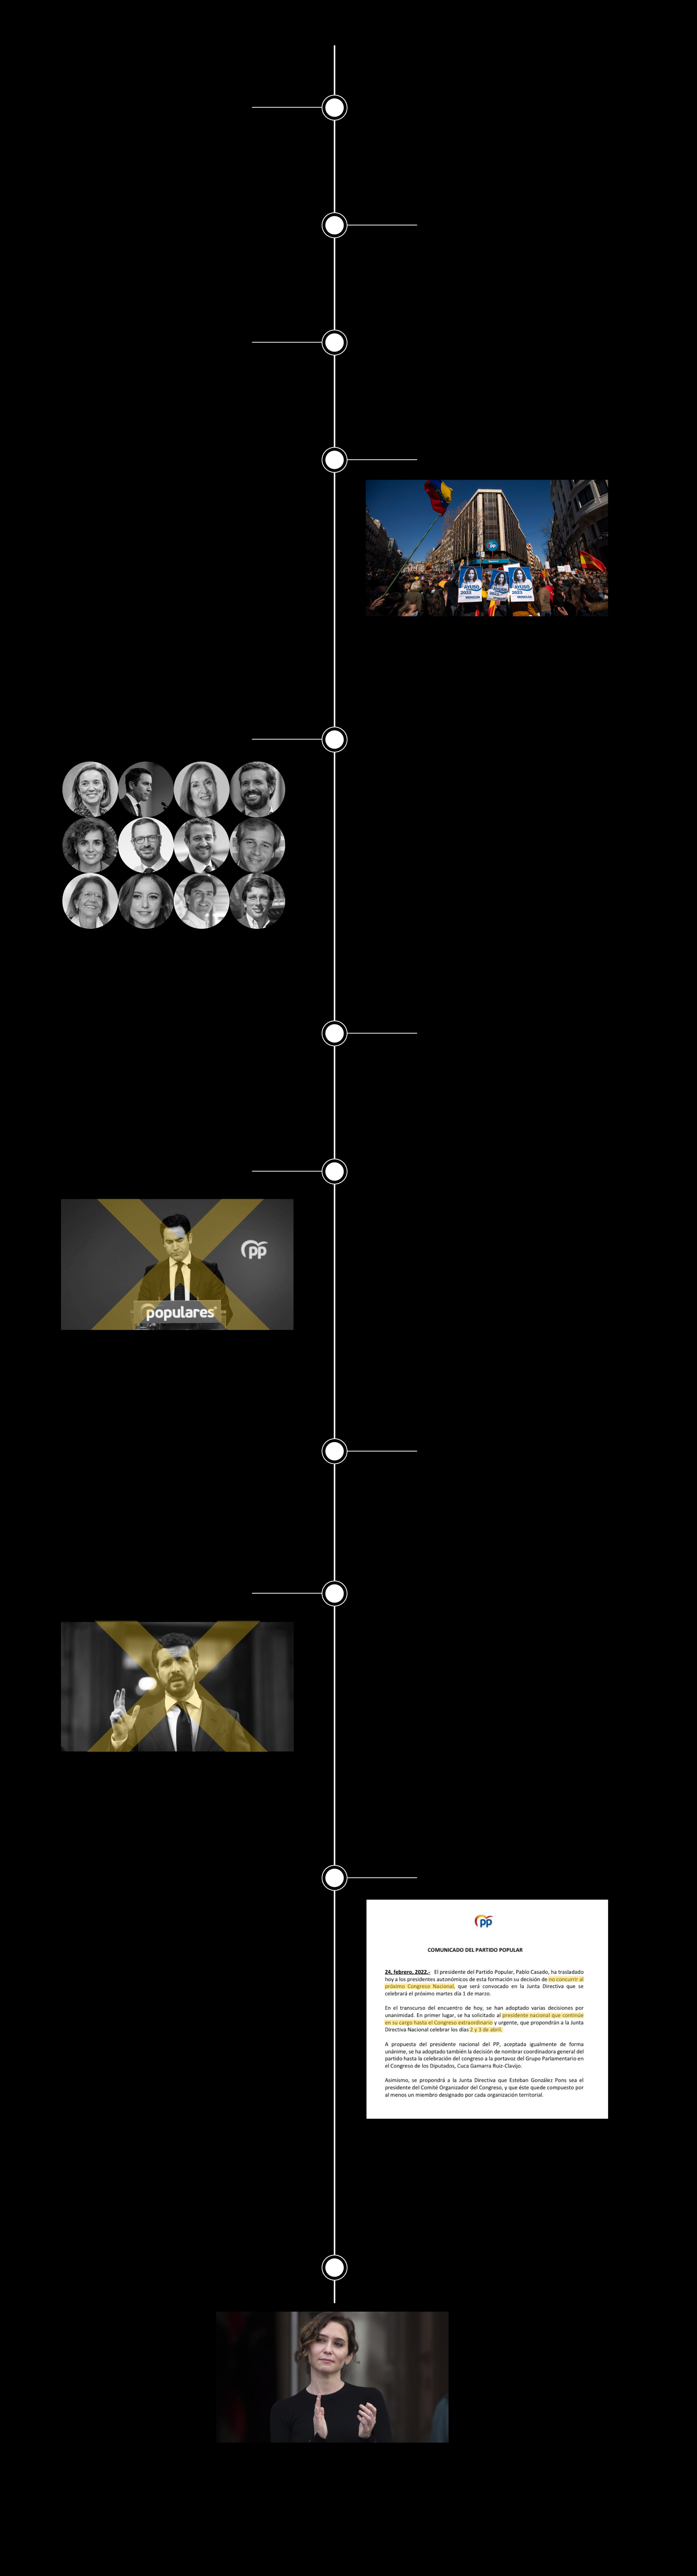 pp
AYUSO
2023
AYUSO
2023
AYUSO
2023
pp
populares
pp
COMUNICADO DEL PARTIDO POPULAR
24, febrero, 2022.- El presidente del Partido Popular, Pablo Casado, ha trasladado
hoy a los presidentes autonómicos de esta formación su decisión de no concurrir al
próximo Congreso Nacional, que será convocado en la Junta Directiva que se
celebrará el próximo martes día 1 de marzo.
En el transcurso del encuentro de hoy, se han adoptado varias decisiones por
unanimidad. En primer lugar, se ha solicitado al presidente nacional que continúe
en su cargo hasta el Congreso extraordinario y urgente, que propondrán a la Junta
Directiva Nacional celebrar los días 2 y 3 de abril.
A propuesta del presidente nacional del PP, aceptada igualmente de forma
unánime, se ha adoptado también la decisión de nombrar coordinadora general del
partido hasta la celebración del congreso a la portavoz del Grupo Parlamentario en
el Congreso de los Diputados, Cuca Gamarra Ruiz-Clavijo.
Asimismo, se propondrá a la Junta Directiva que Esteban González Pons sea el
presidente del Comité Organizador del Congreso, y que éste quede compuesto por
al menos un miembro designado por cada organización territorial.